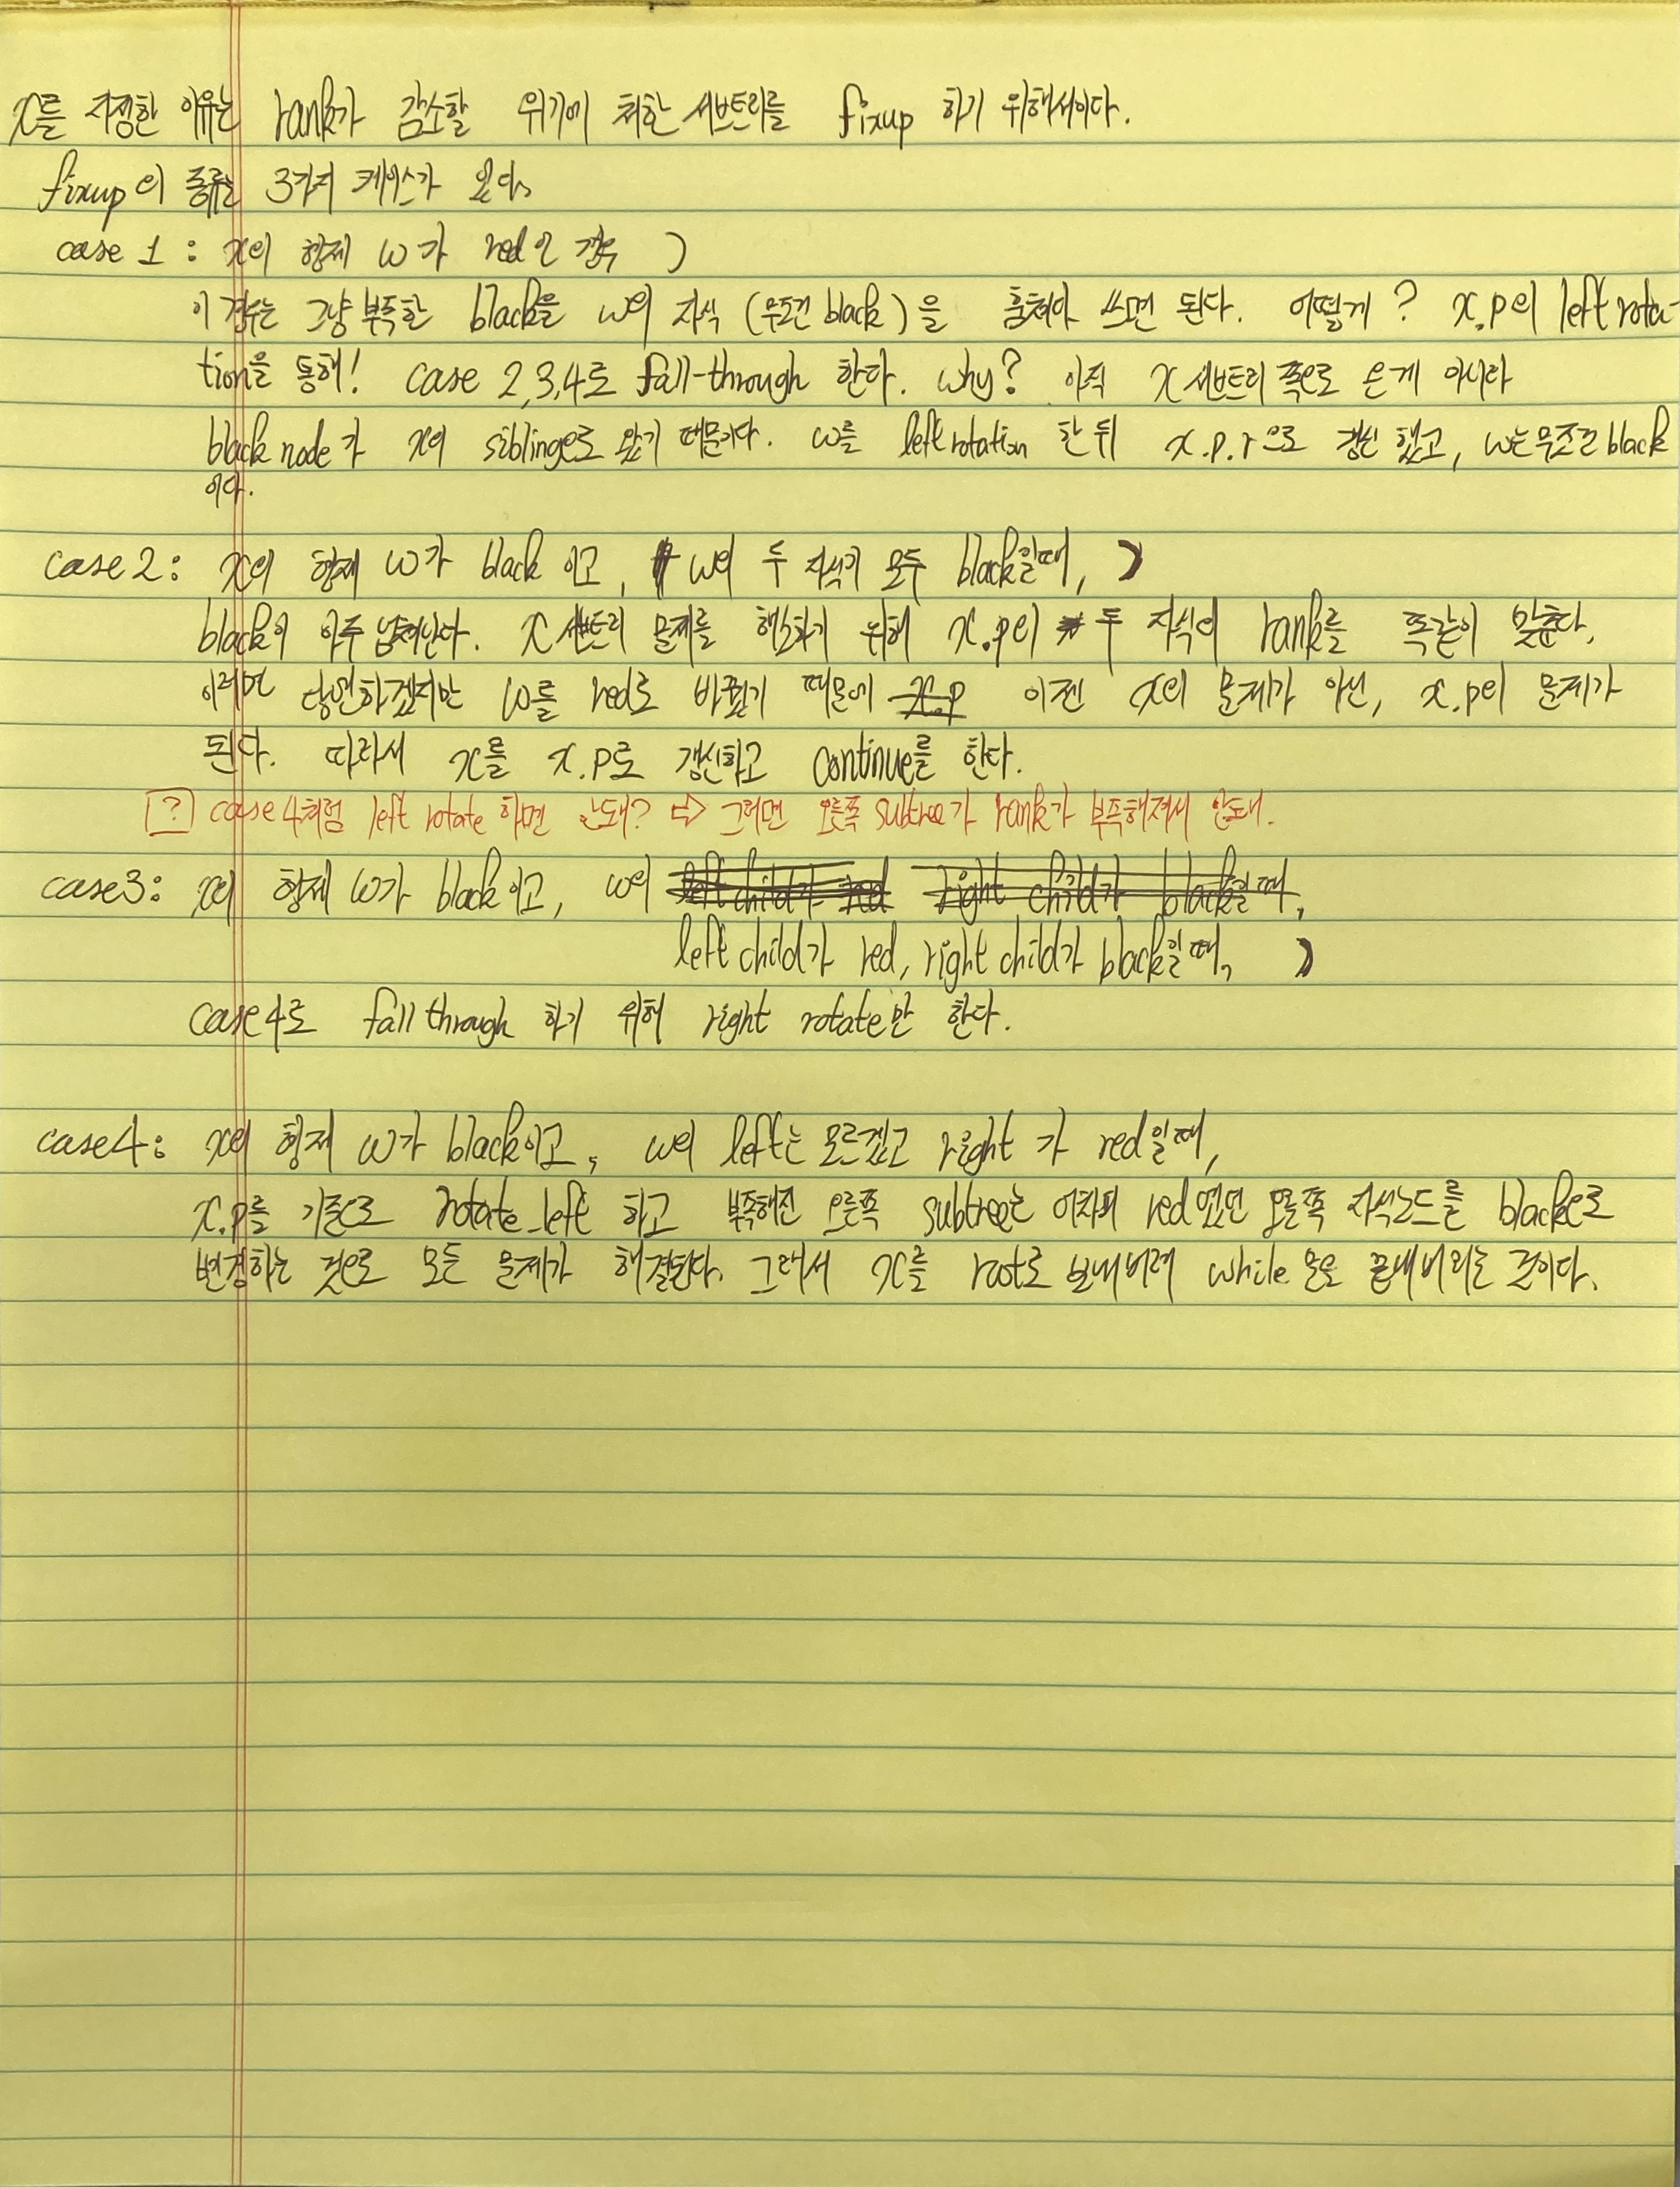 x를 지정한 이유는 rank가 감소할 위기에 처한 서브트리를 fixup 하기 위해서이다.
fixup의 종류는 3가지 케이스가 있다.
case 1 : x의 형제 w가 red인 경우 )
이 경우는 그냥 부족한 black을 w의 자식 (무조건 black)을 훔쳐와 쓰면 된다. 어떻게? x.p의 left rota-
tion을 통해! case 2,3,4로 fall-through 한다. why? 아직 x 서브트리 쪽으로 온게 아니라
black node가 x의 sibling으로 왔기 때문이다. w를 left rotation 한 뒤 x.p.r으로 갱신 했고, w는 무조건 black
이다.
case2: x의 형제 w가 black 이고, w의 두 자식가 모두 black일때, )
black이 아주 넘쳐난다. x 서브트리 문제를 해소하기 위해 x.p의 두 자식의 rank를 똑같이 맞춘다.
이러면 당연하겠지만 w를 red로 바꿨기 때문에 x.p 이젠 x의 문제가 아닌, x.p의 문제가
된다. 따라서 x를 x.p로 갱신하고 continue를 한다.
[?] case4처럼 left rotate 하면 안돼? ⇨ 그러면 오른쪽 subtree가 rank가 부족해져서 안돼.
case3: x의 형제 w가 black이고, w의 left child가 red right child가 black일때,
left child가 red, right child가 black일때, )
case4로 fall through 하기 위해 right rotate만 한다.
case4: x의 형제 w가 black이고, w의 left는 모르겠고 right 가 red일때,
x.p를 기준으로 rotate_left 하고 부족해진 오른쪽 subtree는 어차피 red였던 오른쪽 자식노드를 black으로
변경하는 것으로 모든 문제가 해결된다. 그래서 x를 root로 보내버려 while 문을 끝내버리는 것이다.